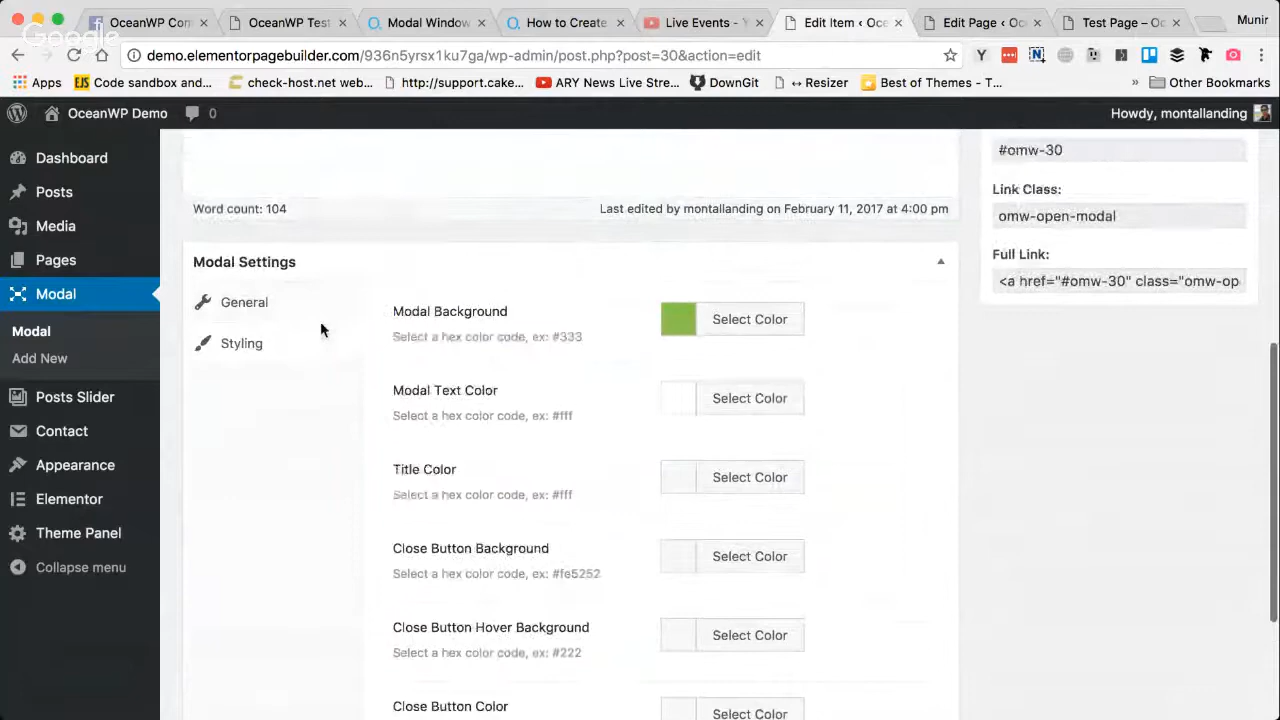 OceanWP Com
OceanWP Test
Modal Window
How to Create
Live Events - Y
Edit Item ‹ Oce
Edit Page ‹ Oc
Test Page – Oc
Munir
Google
demo.elementorpagebuilder.com/936n5yrsx1ku7ga/wp-admin/post.php?post=30&action=edit
Apps
Code sandbox and...
check-host.net web...
http://support.cake...
ARY News Live Stre...
DownGit
↔ Resizer
Best of Themes - T...
»
Other Bookmarks
OceanWP Demo
0
Howdy, montallanding
Dashboard
Posts
Media
Pages
Modal
Modal
Add New
Posts Slider
Contact
Appearance
Elementor
Theme Panel
Collapse menu
Word count: 104
Last edited by montallanding on February 11, 2017 at 4:00 pm
Modal Settings
General
Styling
Modal Background
Select a hex color code, ex: #333
Select Color
Modal Text Color
Select a hex color code, ex: #fff
Select Color
Title Color
Select a hex color code, ex: #fff
Select Color
Close Button Background
Select a hex color code, ex: #fe5252
Select Color
Close Button Hover Background
Select a hex color code, ex: #222
Select Color
Close Button Color
Select Color
#omw-30
Link Class:
omw-open-modal
Full Link:
<a href="#omw-30" class="omw-op